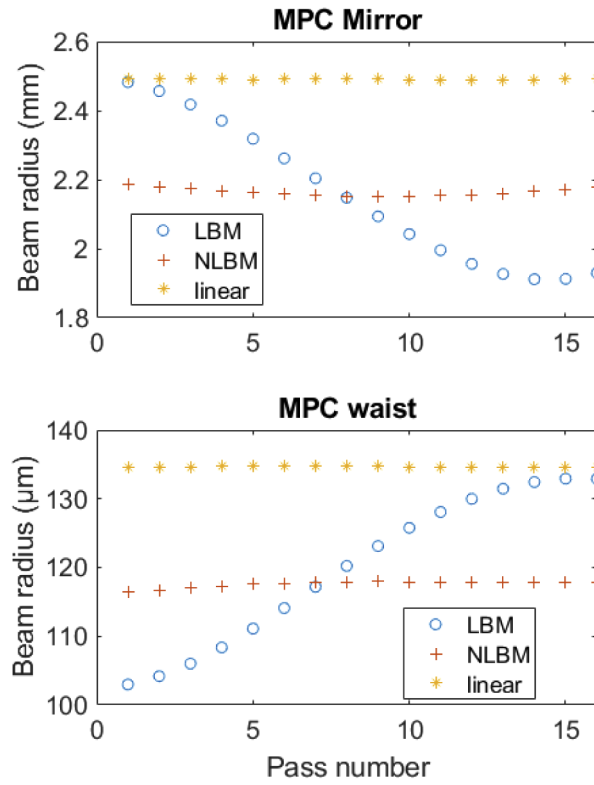 MPC Mirror
2.6
2.4
2.2
2
1.8
Beam radius (mm)
LBM
NLBM
linear
0
5
10
15
MPC waist
140
130
120
110
100
Beam radius (μm)
LBM
NLBM
linear
0
5
10
15
Pass number